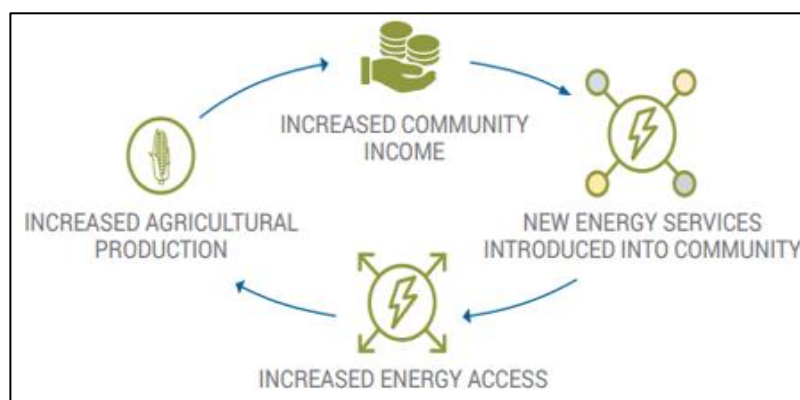 INCREASED COMMUNITY
INCOME
INCREASED AGRICULTURAL
PRODUCTION
NEW ENERGY SERVICES
INTRODUCED INTO COMMUNITY
INCREASED ENERGY ACCESS